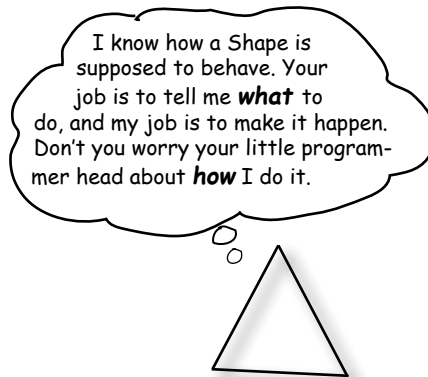 I know how a Shape is
supposed to behave. Your
job is to tell me what to
do, and my job is to make it happen.
Don't you worry your little program-
mer head about how I do it.